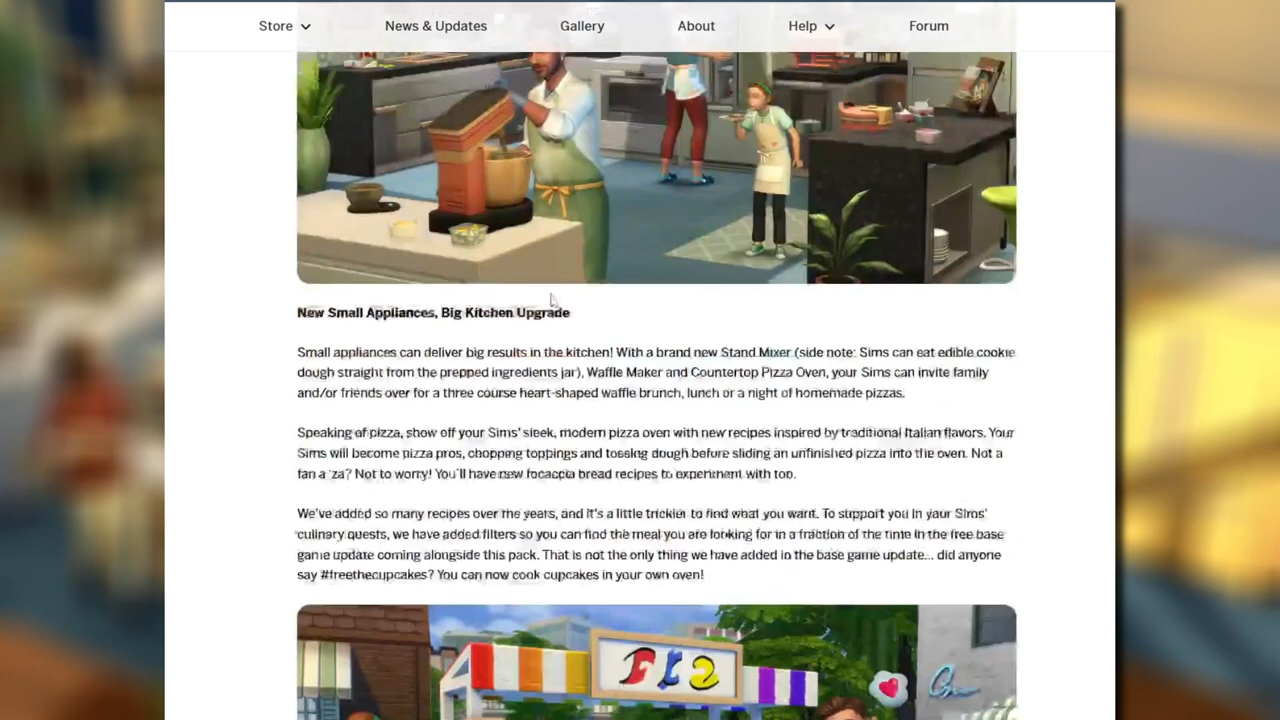 Store News & Updates Gallery About Help Forum
New Small Appliances, Big Kitchen Upgrade
Small appliances can deliver big results in the kitchen! With a brand new Stand Mixer (side note: Sims can eat edible cookie
dough straight from the prepped ingredients jar), Waffle Maker and Countertop Pizza Oven, your Sims can invite family
and/or friends over for a three course heart-shaped waffle brunch, lunch or a night of homemade pizzas.
Speaking of pizza, show off your Sims' sleek, modern pizza oven with new recipes inspired by traditional Italian flavors. Your
Sims will become pizza pros, chopping toppings and tossing dough before sliding an unfinished pizza into the oven. Not a
fan a 'za? Not to worry! You'll have new focaccia bread recipes to experiment with too.
We've added so many recipes over the years, and it's a little trickier to find what you want. To support you in your Sims'
culinary quests, we have added filters so you can find the meal you are looking for in a fraction of the time in the free base
game update coming alongside this pack. That is not the only thing we have added in the base game update... did anyone
say #freethecupcakes? You can now cook cupcakes in your own oven!